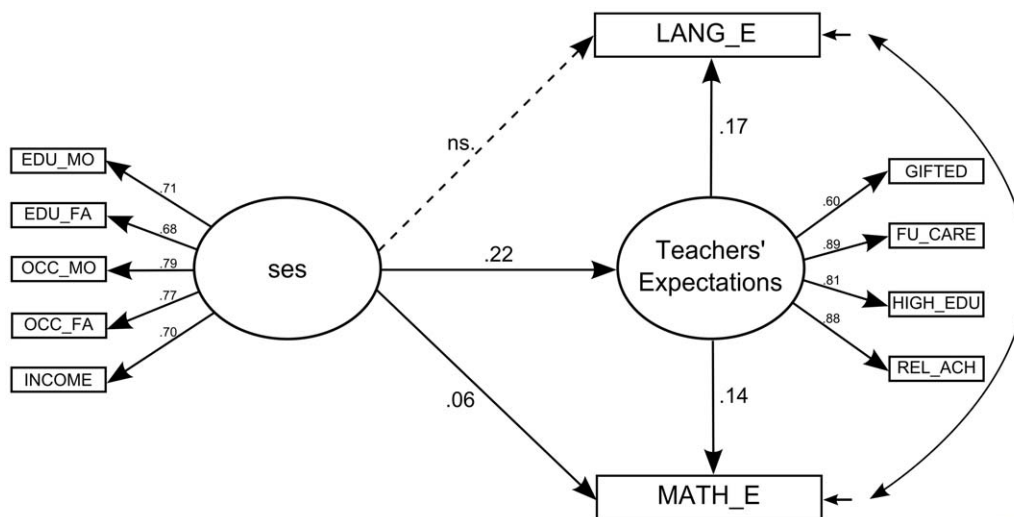 LANG_E
ns.
.17
EDU_MO
.71
EDU_FA
.68
OCC_MO
.79
OCC_FA
.77
INCOME
.70
ses
.22
.06
Teachers'
Expectations
.60
GIFTED
.89
FU_CARE
.81
HIGH_EDU
.88
REL_ACH
.14
MATH_E